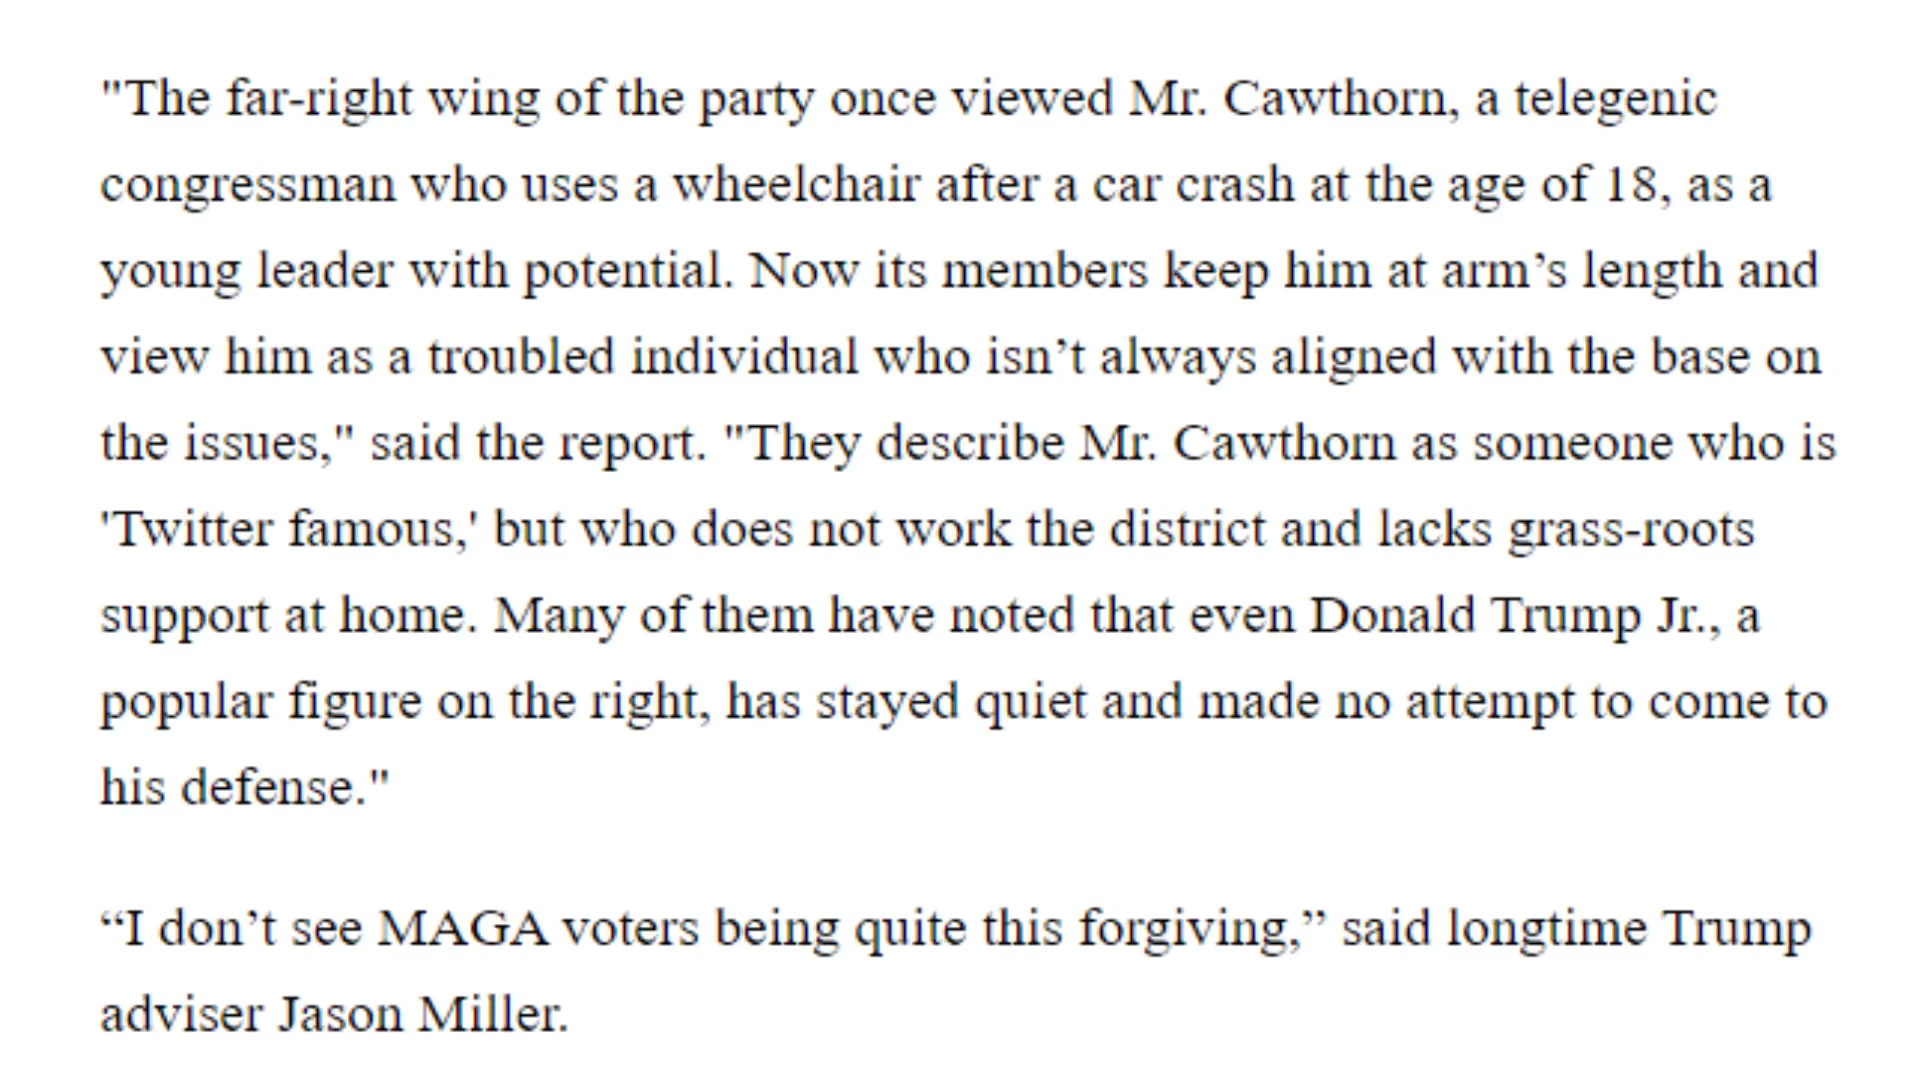 "The far-right wing of the party once viewed Mr. Cawthorn, a telegenic
congressman who uses a wheelchair after a car crash at the age of 18, as a
young leader with potential. Now its members keep him at arm’s length and
view him as a troubled individual who isn’t always aligned with the base on
the issues," said the report. "They describe Mr. Cawthorn as someone who is
'Twitter famous,' but who does not work the district and lacks grass-roots
support at home. Many of them have noted that even Donald Trump Jr., a
popular figure on the right, has stayed quiet and made no attempt to come to
his defense."
“I don’t see MAGA voters being quite this forgiving,” said longtime Trump
adviser Jason Miller.